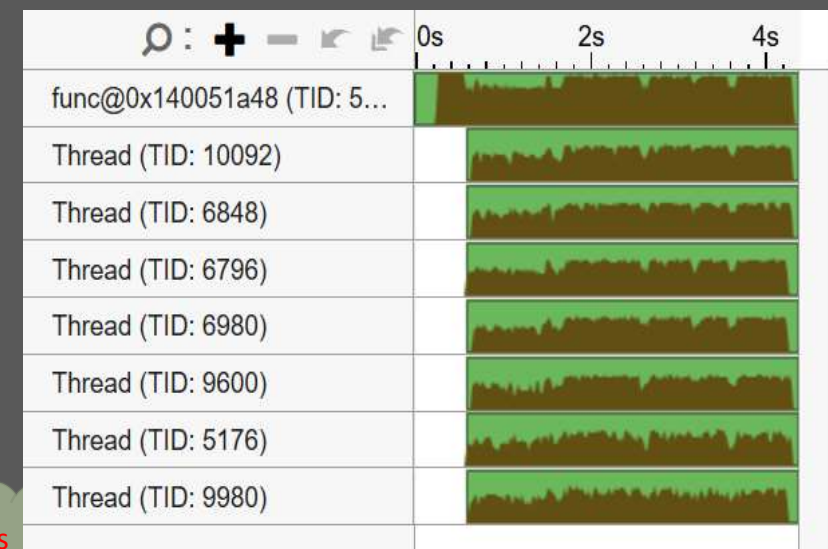 0s 2s 4s
func@0x140051a48 (TID: 5...
Thread (TID: 10092)
Thread (TID: 6848)
Thread (TID: 6796)
Thread (TID: 6980)
Thread (TID: 9600)
Thread (TID: 5176)
Thread (TID: 9980)
s